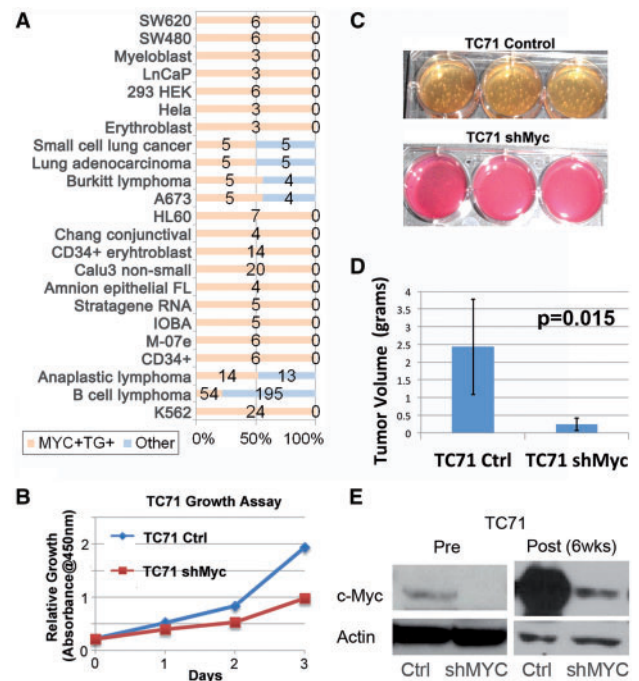 A
SW620 6 0
SW480 6 0
Myeloblast 3 0
LnCaP 3 0
293 HEK 6 0
Hela 3 0
Erythroblast 3 0
Small cell lung cancer 5 5
Lung adenocarcinoma 5 5
Burkitt lymphoma 5 4
A673 5 4
HL60 7 0
Chang conjunctival 4 0
CD34+ eryhtroblast 14 0
Calu3 non-small 20 0
Amnion epithelial FL 4 0
Stratagene RNA 5 0
IOBA 5 0
M-07e 6 0
CD34+ 6 0
Anaplastic lymphoma 14 13
B cell lymphoma 54 195
K562 24 0
MYC+TG+ Other
0% 50% 100%
B
TC71 Growth Assay
TC71 Ctrl
TC71 shMyc
Relative Growth
(Absorbance@450nm)
2
1
0
0 1 2 3
Days
C
TC71 Control
TC71 shMyc
D
Tumor Volume (grams)
4
3.5
3
2.5
2
1.5
1
0.5
0
p=0.015
TC71 Ctrl TC71 shMyc
E
TC71
Pre Post (6wks)
c-Myc
Actin
Ctrl shMYC Ctrl shMYC